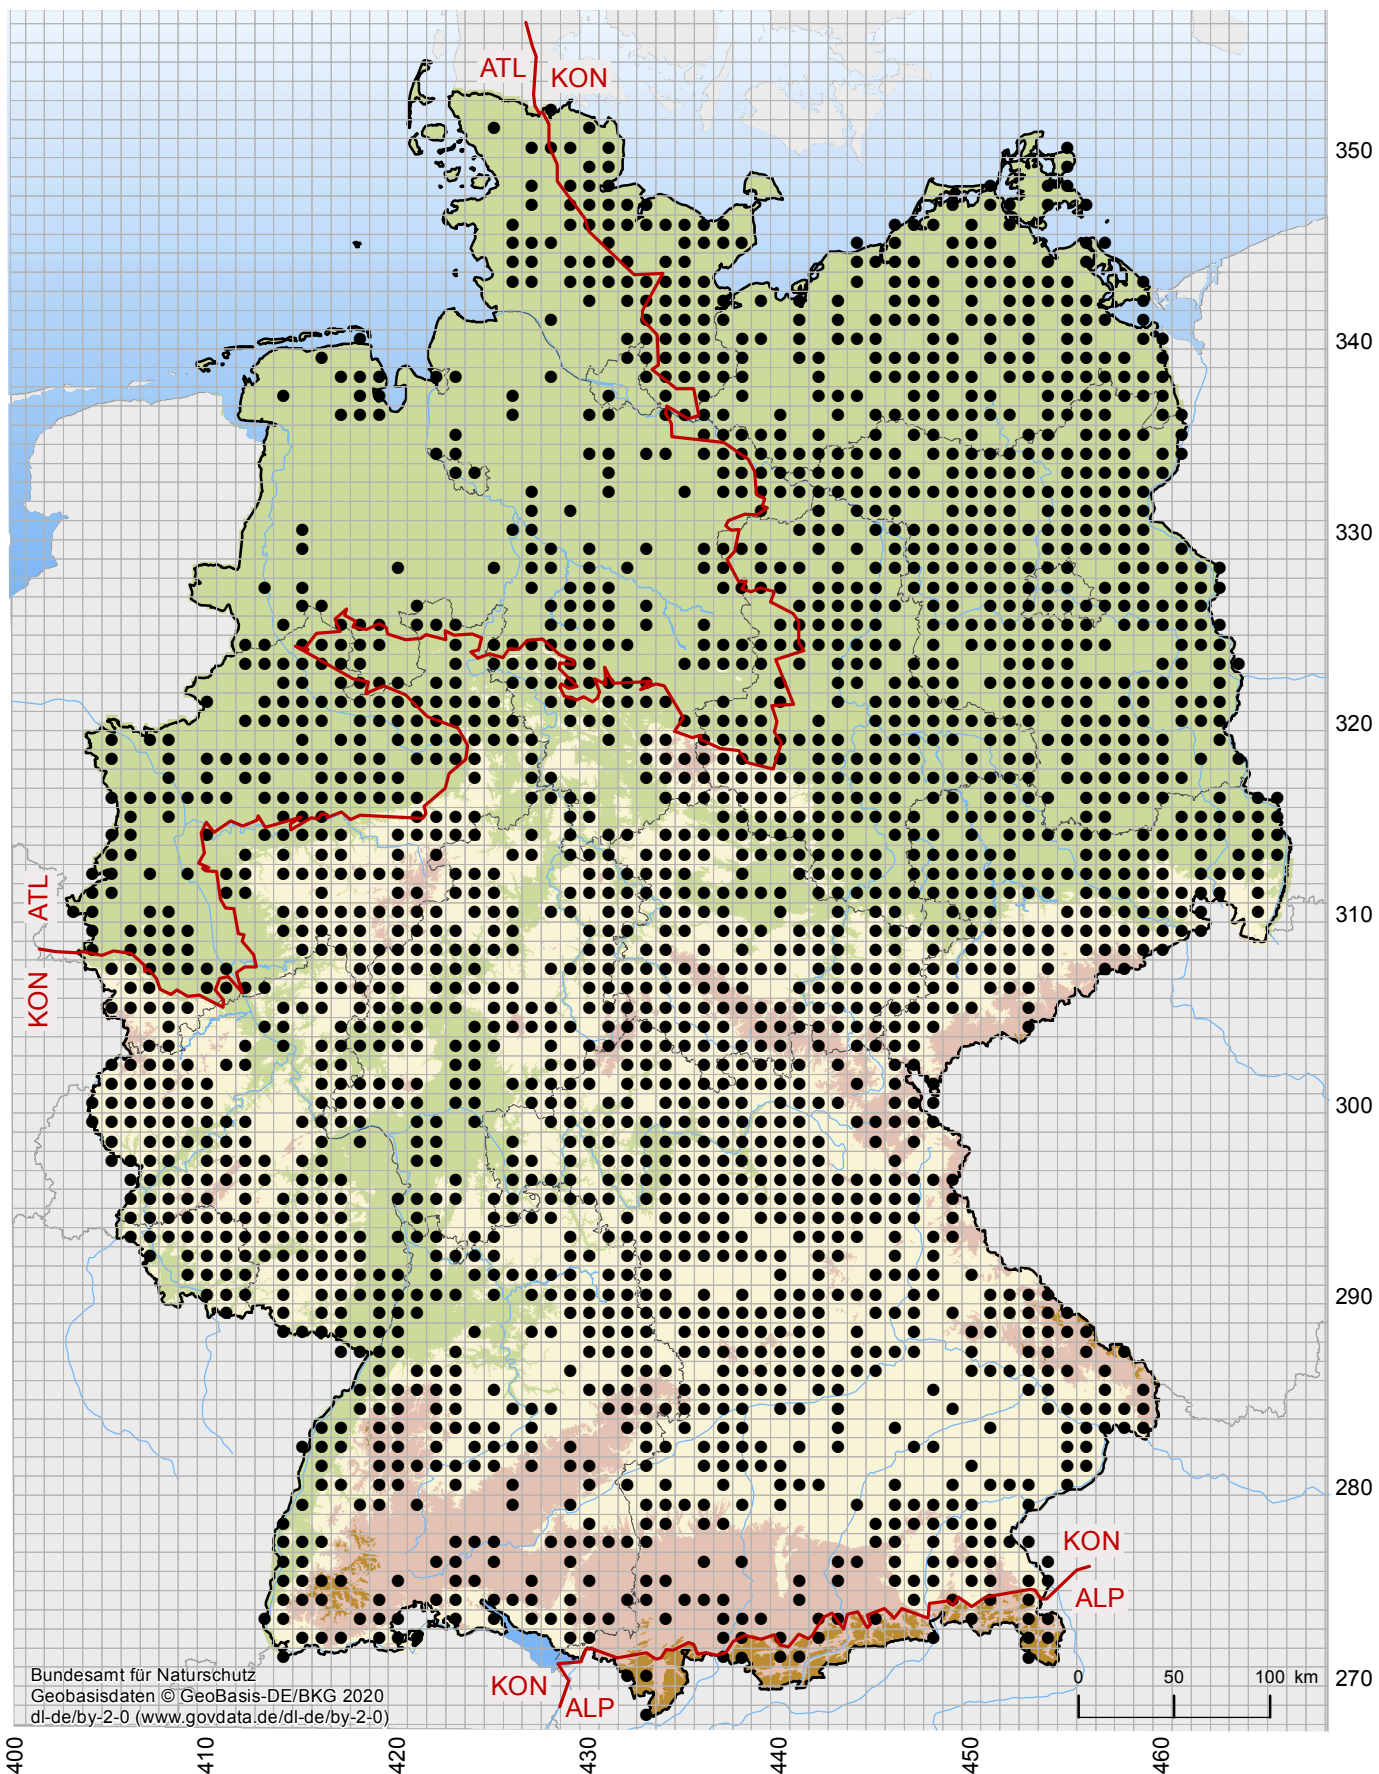 ATL
KON
350
340
330
320
ATL
310
KON
300
290
280
KON
ALP
Bundesamt für Naturschutz
Geobasisdaten © GeoBasis-DE/BKG 2020
dl-de/by-2-0 (www.govdata.de/dl-de/by-2-0)
KON
ALP
0 50 100 km
270
400 410 420 430 440 450 460